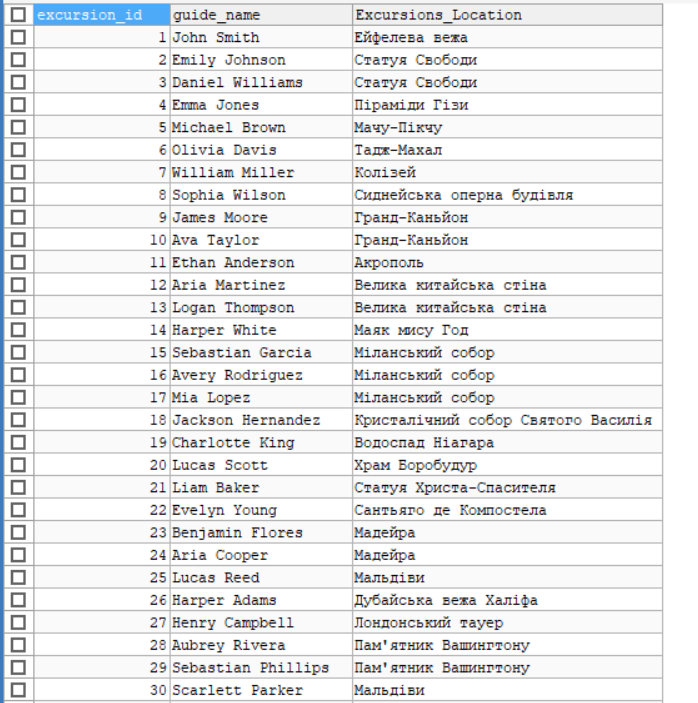 excursion_id guide_name Excursions_Location
1 John Smith Ейфелева вежа
2 Emily Johnson Статуя Свободи
3 Daniel Williams Статуя Свободи
4 Emma Jones Піраміди Гізи
5 Michael Brown Мачу-Пікчу
6 Olivia Davis Тадж-Махал
7 William Miller Колізей
8 Sophia Wilson Сиднейська оперна будівля
9 James Moore Гранд-Каньйон
10 Ava Taylor Гранд-Каньйон
11 Ethan Anderson Акрополь
12 Aria Martinez Велика китайська стіна
13 Logan Thompson Велика китайська стіна
14 Harper White Маяк мису Год
15 Sebastian Garcia Міланський собор
16 Avery Rodriguez Міланський собор
17 Mia Lopez Міланський собор
18 Jackson Hernandez Кристалічний собор Святого Василія
19 Charlotte King Водоспад Ніагара
20 Lucas Scott Храм Боробудур
21 Liam Baker Статуя Христа-Спасителя
22 Evelyn Young Сантьяго де Компостела
23 Benjamin Flores Мадейра
24 Aria Cooper Мадейра
25 Lucas Reed Мальдіви
26 Harper Adams Дубайська вежа Халіфа
27 Henry Campbell Лондонський тауер
28 Aubrey Rivera Пам'ятник Вашингтону
29 Sebastian Phillips Пам'ятник Вашингтону
30 Scarlett Parker Мальдіви